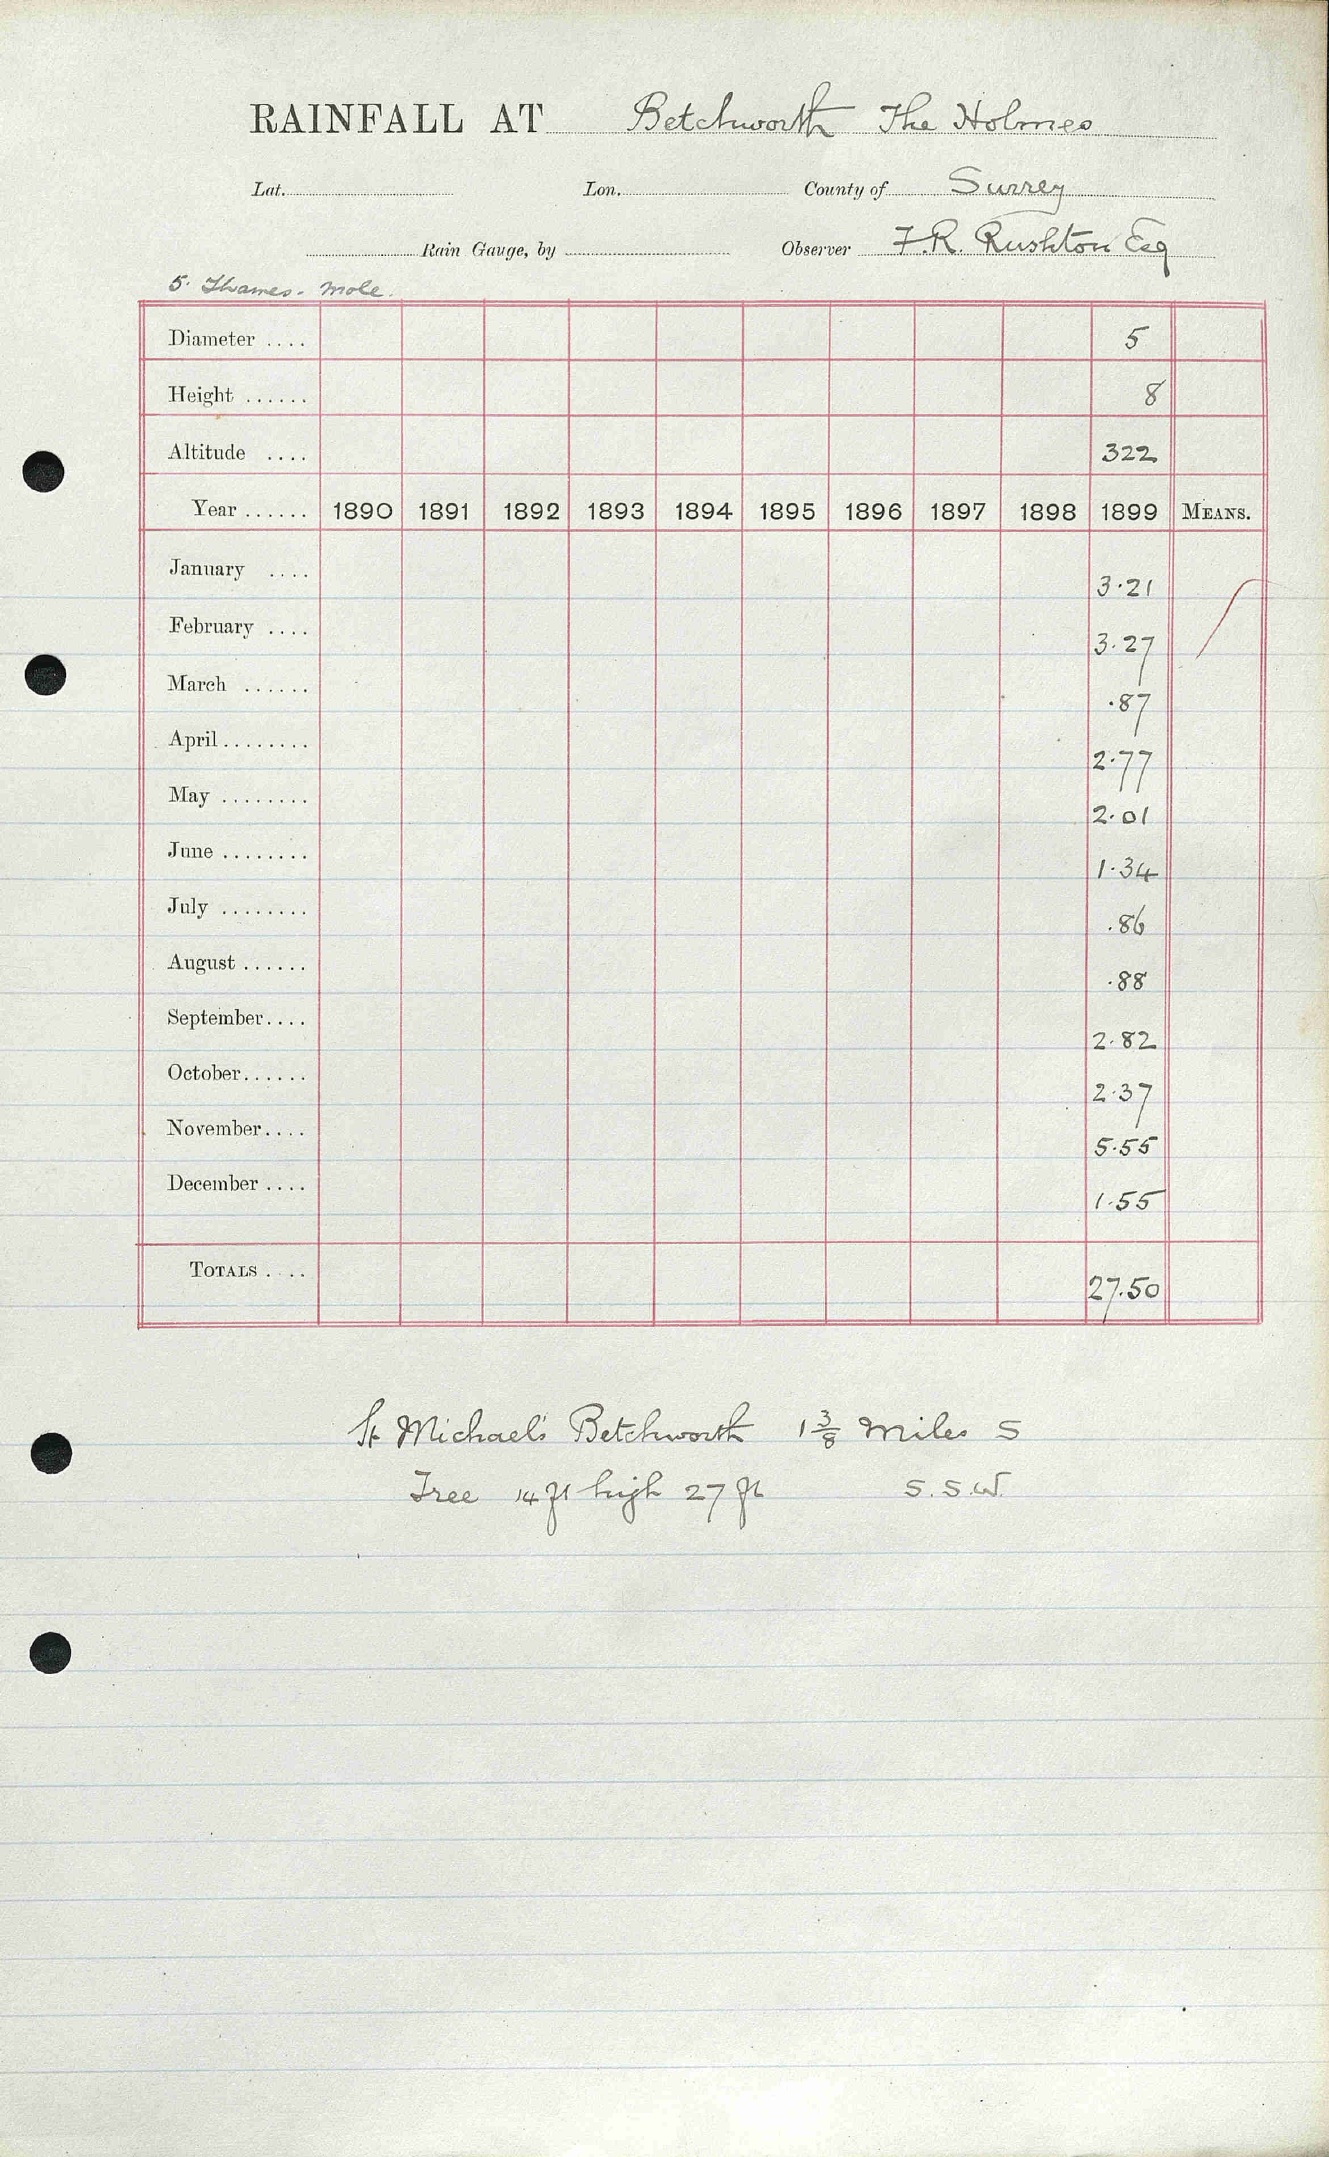 RAINFALL AT Betchworth The Holmes
Lat. Lon. County of Surrey
Rain Gauge, by Observer F.R. Rushton Esq
5. Thames - Mole.
Diameter .... 5
Height ...... 8
Altitude .... 322
Year ...... 1890 1891 1892 1893 1894 1895 1896 1897 1898 1899 MEANS.
January .... 3.21
February .... 3.27
March ...... .87
April ........ 2.77
May ........ 2.01
June ........ 1.34
July ........ .86
August ...... .88
September .... 2.82
October ...... 2.37
November .... 5.55
December .... 1.55
TOTALS .... 27.50
St Michael's Betchworth 1 3/8 miles S
Tree 14 ft high 27 ft S.S.W.